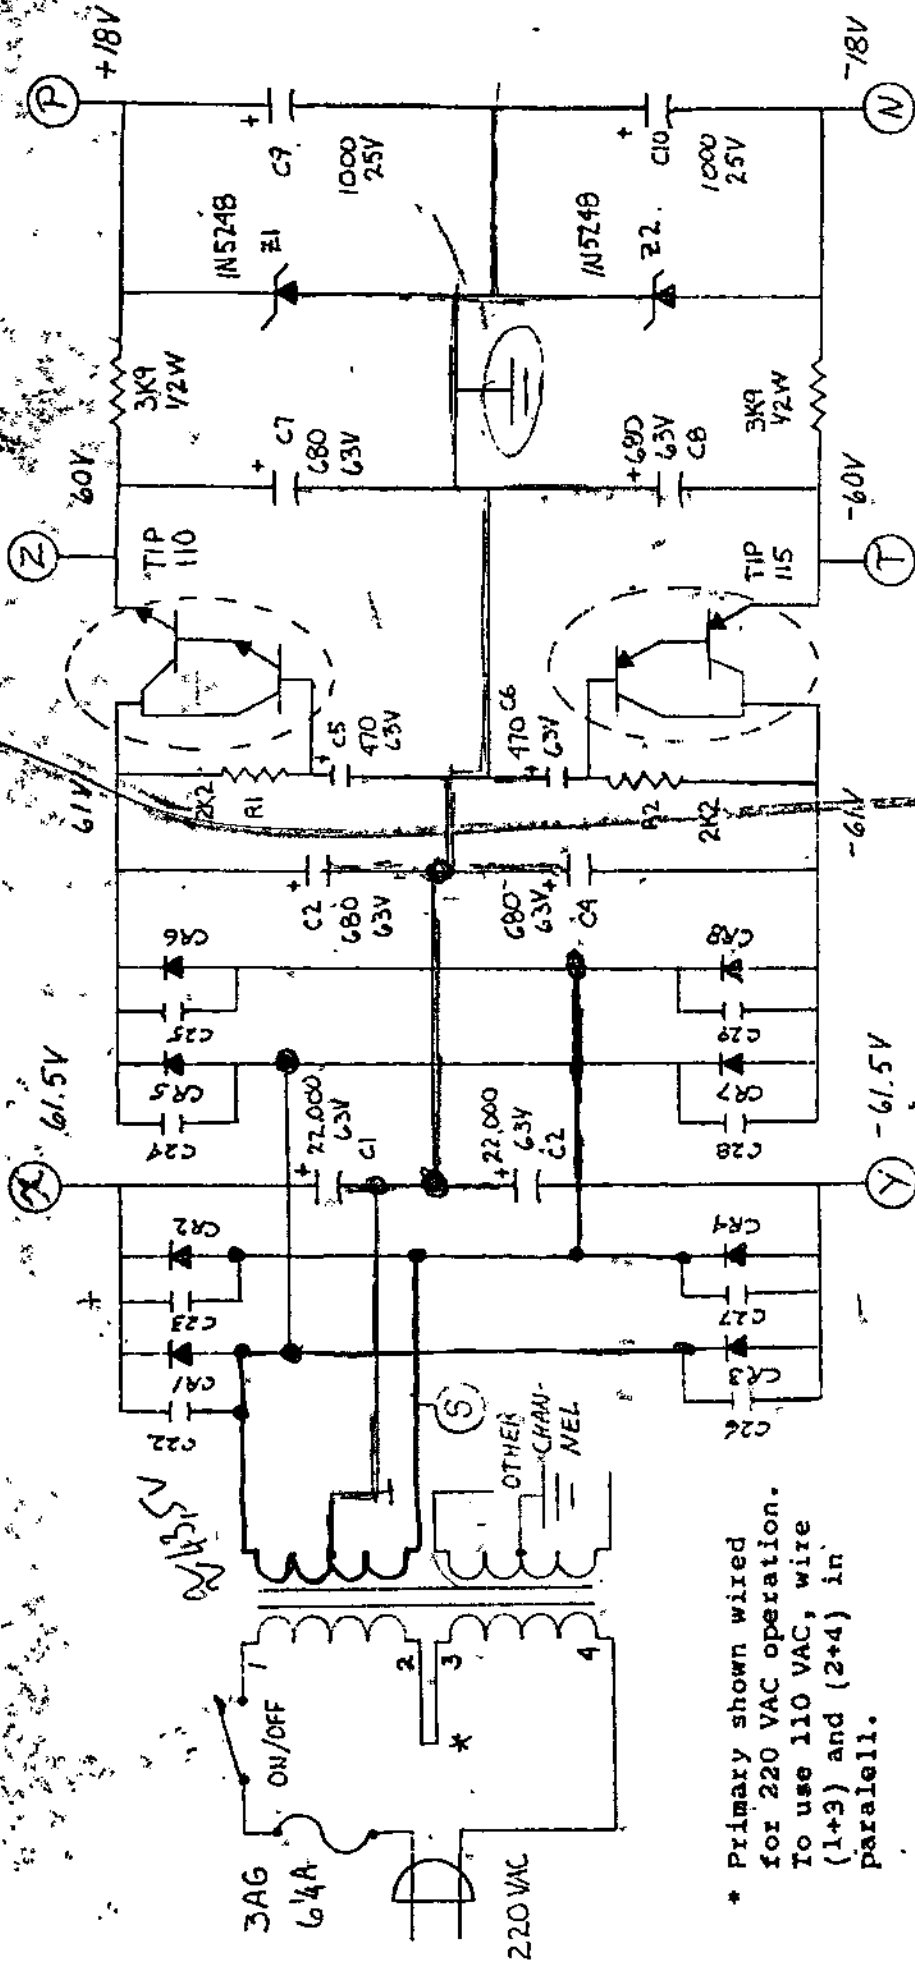 P
+18V
+
C9
1000
25V
+
C10
1000
25V
-18V
N
1N5248
Z1
1N5248
Z2.
3K9
1/2W
3K9
1/2W
60V
+
C7
680
63V
+680
63V
C8
-60V
Z
TIP
110
TIP
115
T
61V
2K2
R1
+
C5
470
63V
C6
470
+
63V
R2
2K2
-61V
+
C2
680
63V
680
63V+
C4
CR6
C25
CR5
C24
CR8
C29
CR7
C28
X
61.5V
+
22,000
63V
C1
+
22,000
63V
C2
-61.5V
Y
CR2
C23
CR1
C22
CR4
C27
CR3
C26
+
-
S
OTHER
CHAN-
NEL
2/43,5V
1
2
3
4
*
ON/OFF
3AG
6 1/4A
220VAC
* Primary shown wired
for 220 VAC operation.
To use 110 VAC, wire
(1+3) and (2+4) in
paralell.